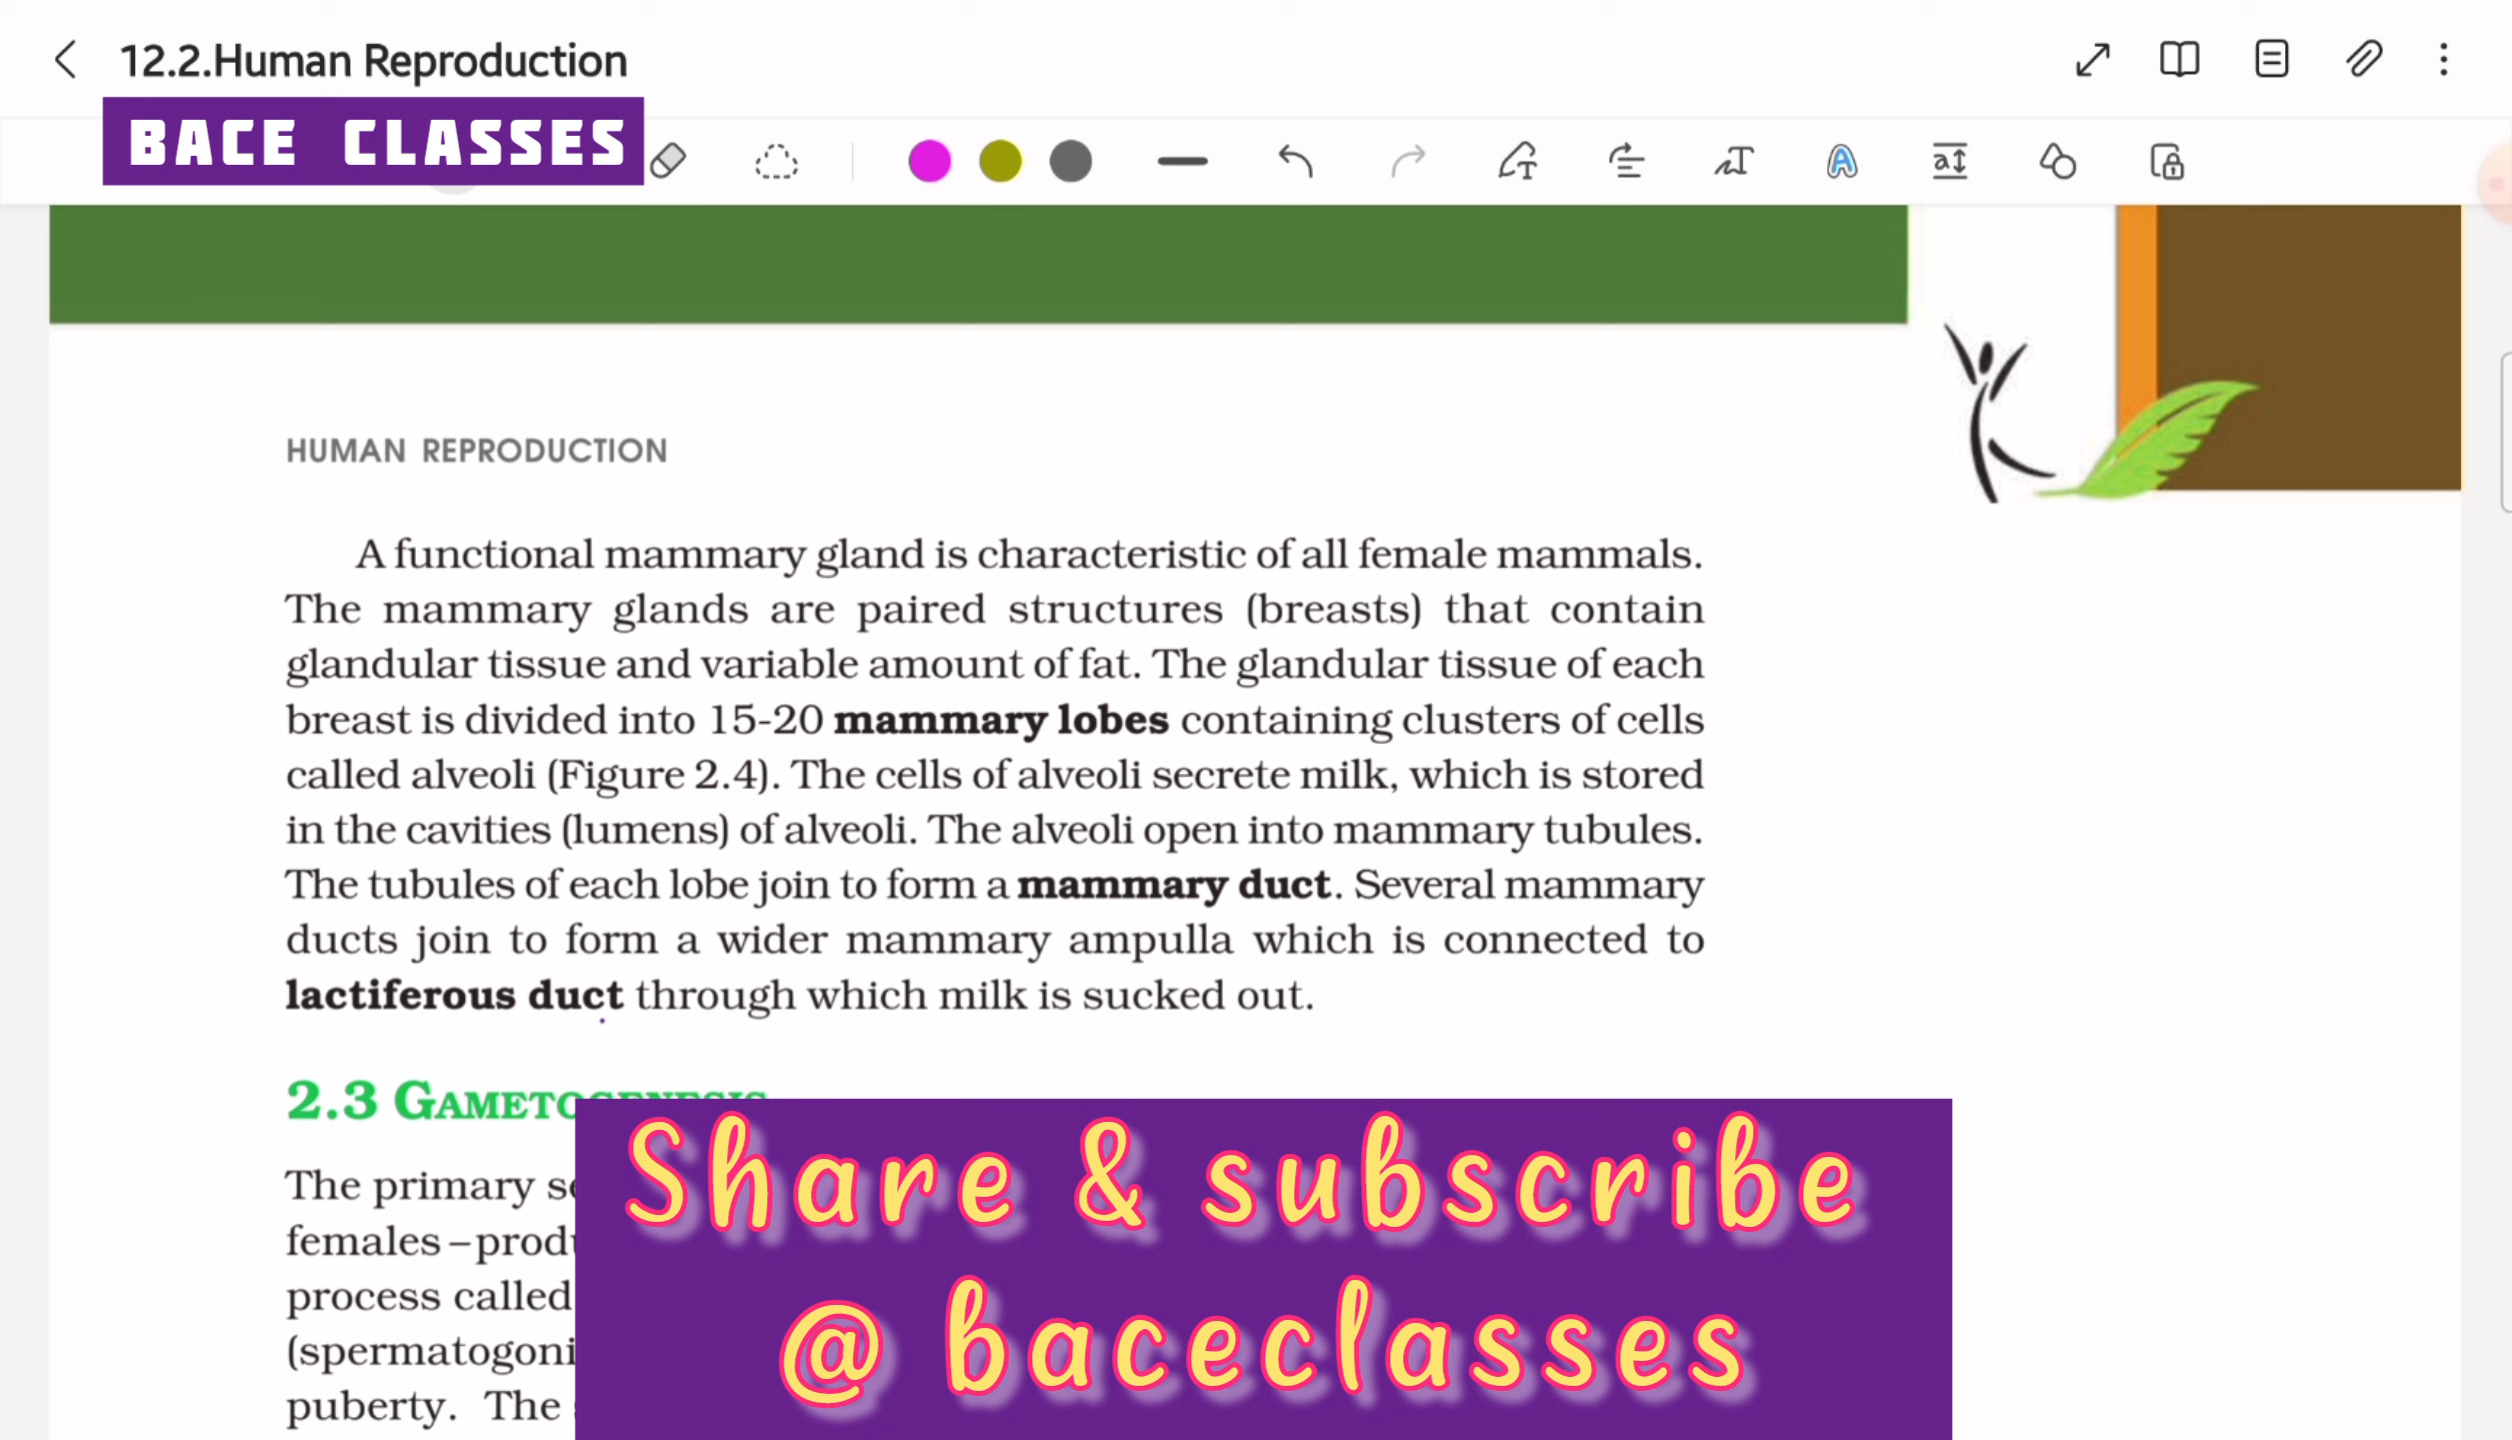 12.2.Human Reproduction
BACE CLASSES
HUMAN REPRODUCTION
A functional mammary gland is characteristic of all female mammals.
The mammary glands are paired structures (breasts) that contain
glandular tissue and variable amount of fat. The glandular tissue of each
breast is divided into 15-20 mammary lobes containing clusters of cells
called alveoli (Figure 2.4). The cells of alveoli secrete milk, which is stored
in the cavities (lumens) of alveoli. The alveoli open into mammary tubules.
The tubules of each lobe join to form a mammary duct. Several mammary
ducts join to form a wider mammary ampulla which is connected to
lactiferous duct through which milk is sucked out.
2.3 GAMETOGENESIS
The primary
females – 
process called
puberty. The
Share & subscribe
@ baceclasses